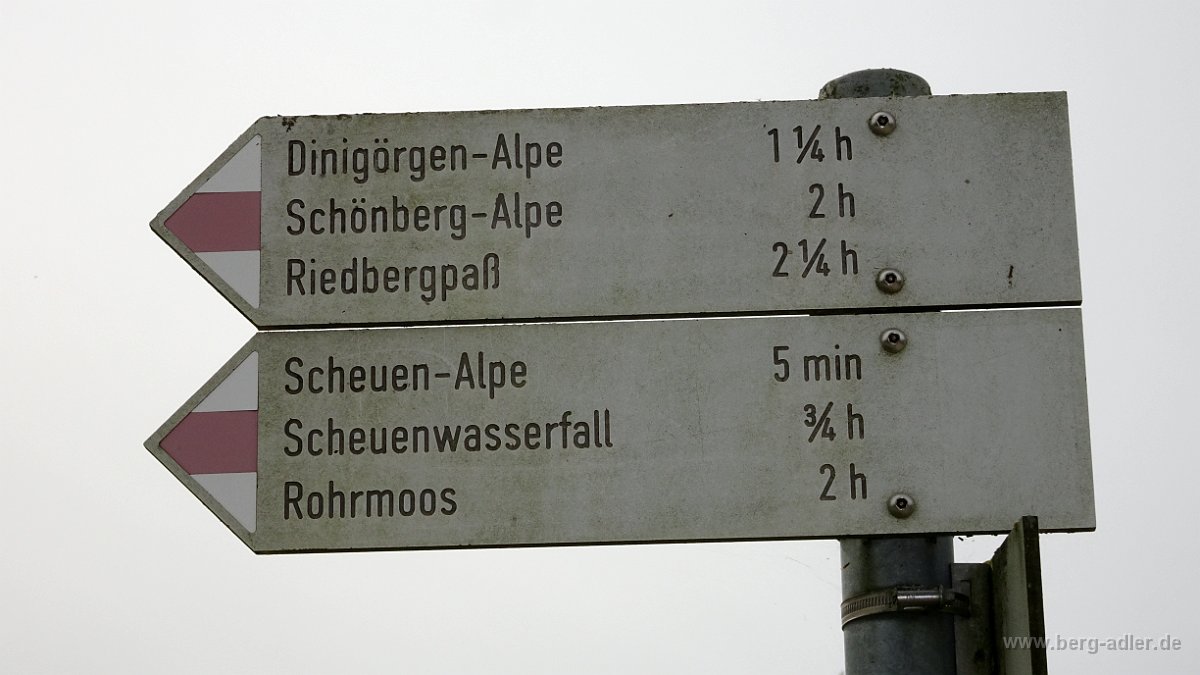 Dinigörgen-Alpe 1 ¼ h
Schönberg-Alpe 2 h
Riedbergpaß 2 ¼ h
Scheuen-Alpe 5 min
Scheuenwasserfall ¾ h
Rohrmoos 2 h
www.berg-adler.de